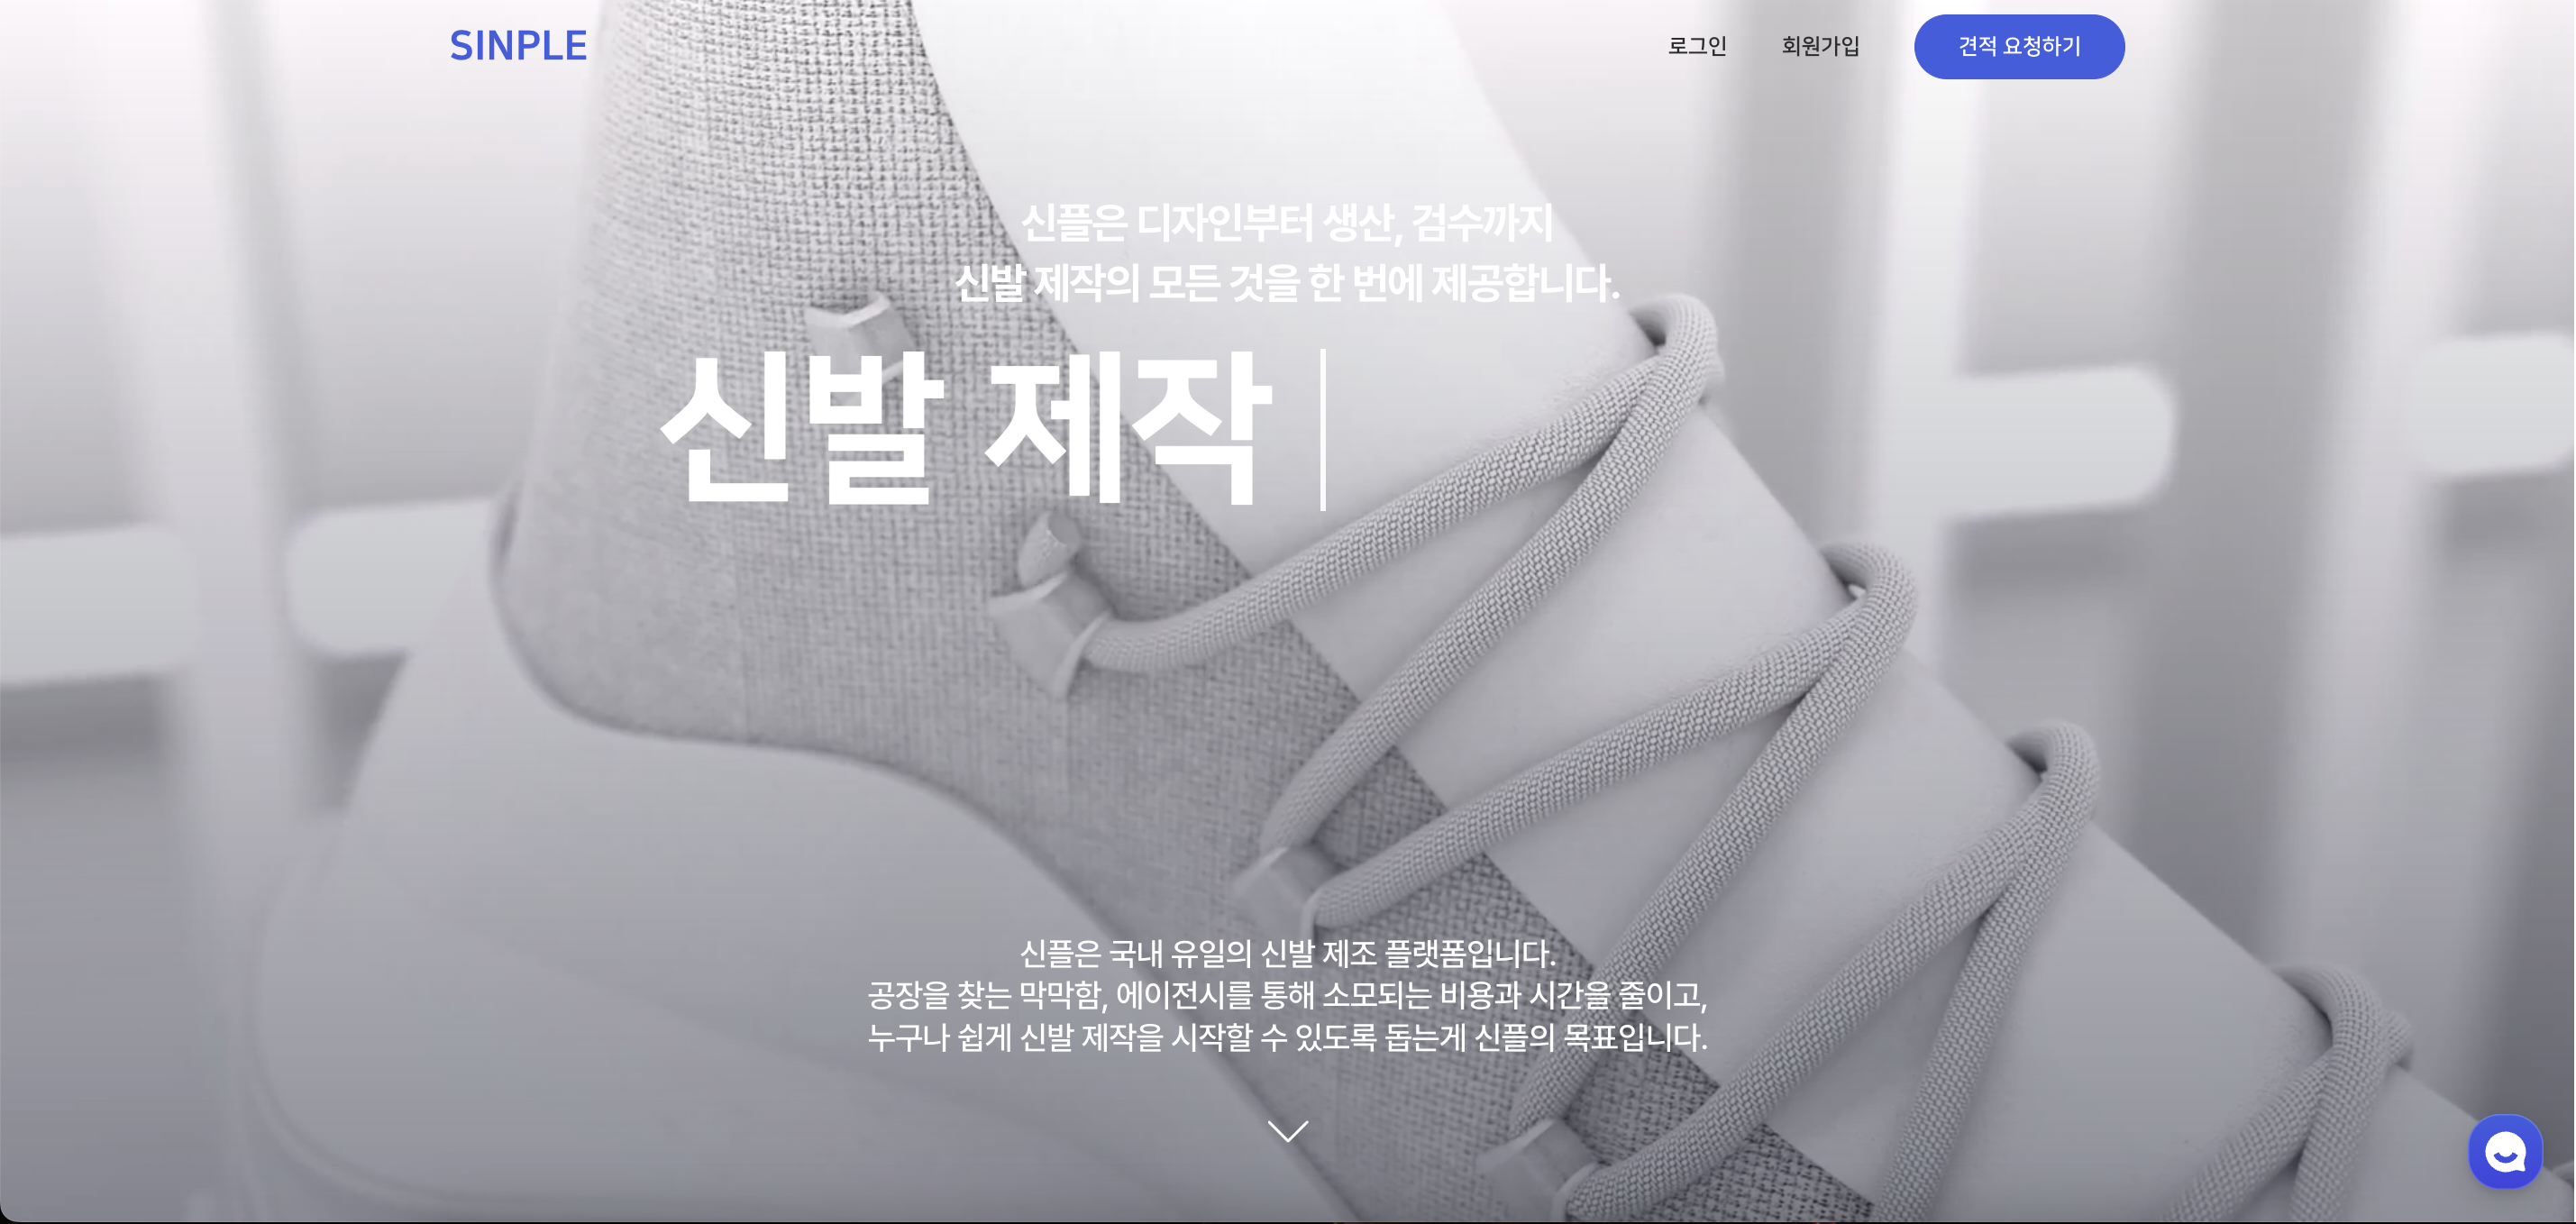 SINPLE
로그인
회원가입
견적 요청하기
신플은 디자인부터 생산, 검수까지
신발 제작의 모든 것을 한 번에 제공합니다.
신발 제작
신플은 국내 유일의 신발 제조 플랫폼입니다.
공장을 찾는 막막함, 에이전시를 통해 소모되는 비용과 시간을 줄이고,
누구나 쉽게 신발 제작을 시작할 수 있도록 돕는게 신플의 목표입니다.